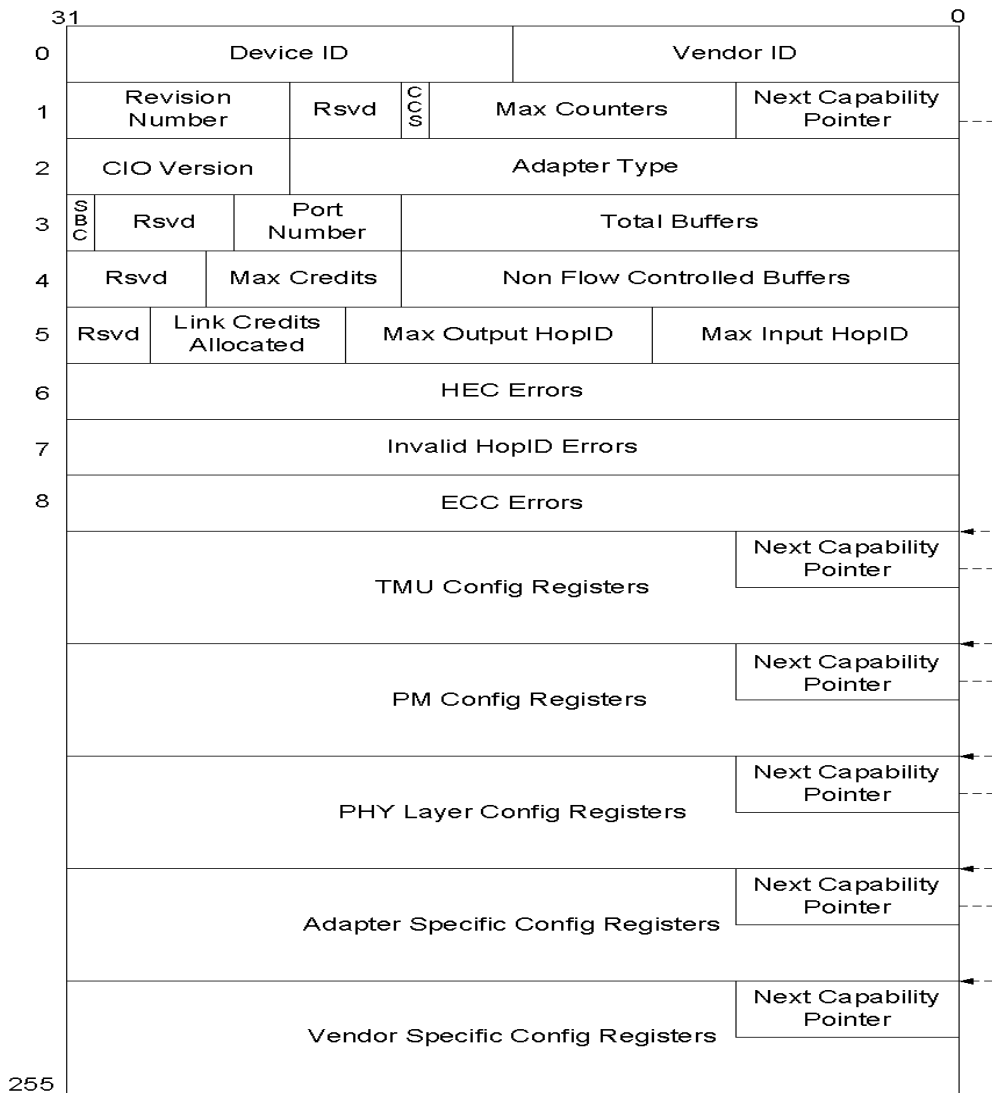 31 0
0 Device ID Vendor ID
1 Revision Number Rsvd CCS Max Counters Next Capability Pointer
2 CIO Version Adapter Type
3 SBC Rsvd Port Number Total Buffers
4 Rsvd Max Credits Non Flow Controlled Buffers
5 Rsvd Link Credits Allocated Max Output HopID Max Input HopID
6 HEC Errors
7 Invalid HopID Errors
8 ECC Errors
Next Capability Pointer
TMU Config Registers
Next Capability Pointer
PM Config Registers
Next Capability Pointer
PHY Layer Config Registers
Next Capability Pointer
Adapter Specific Config Registers
Next Capability Pointer
Vendor Specific Config Registers
255